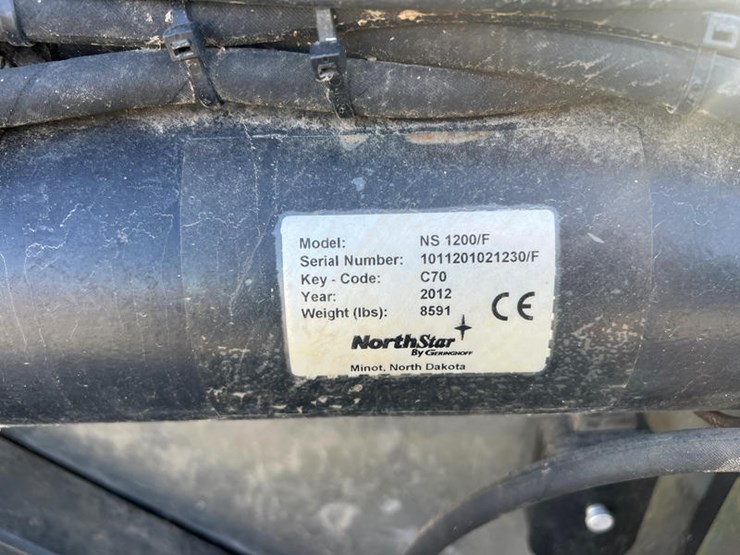 Model: NS 1200/F
Serial Number: 1011201021230/F
Key - Code: C70
Year: 2012
Weight (lbs): 8591
CE
NorthStar
By GERINGHOFF
Minot, North Dakota